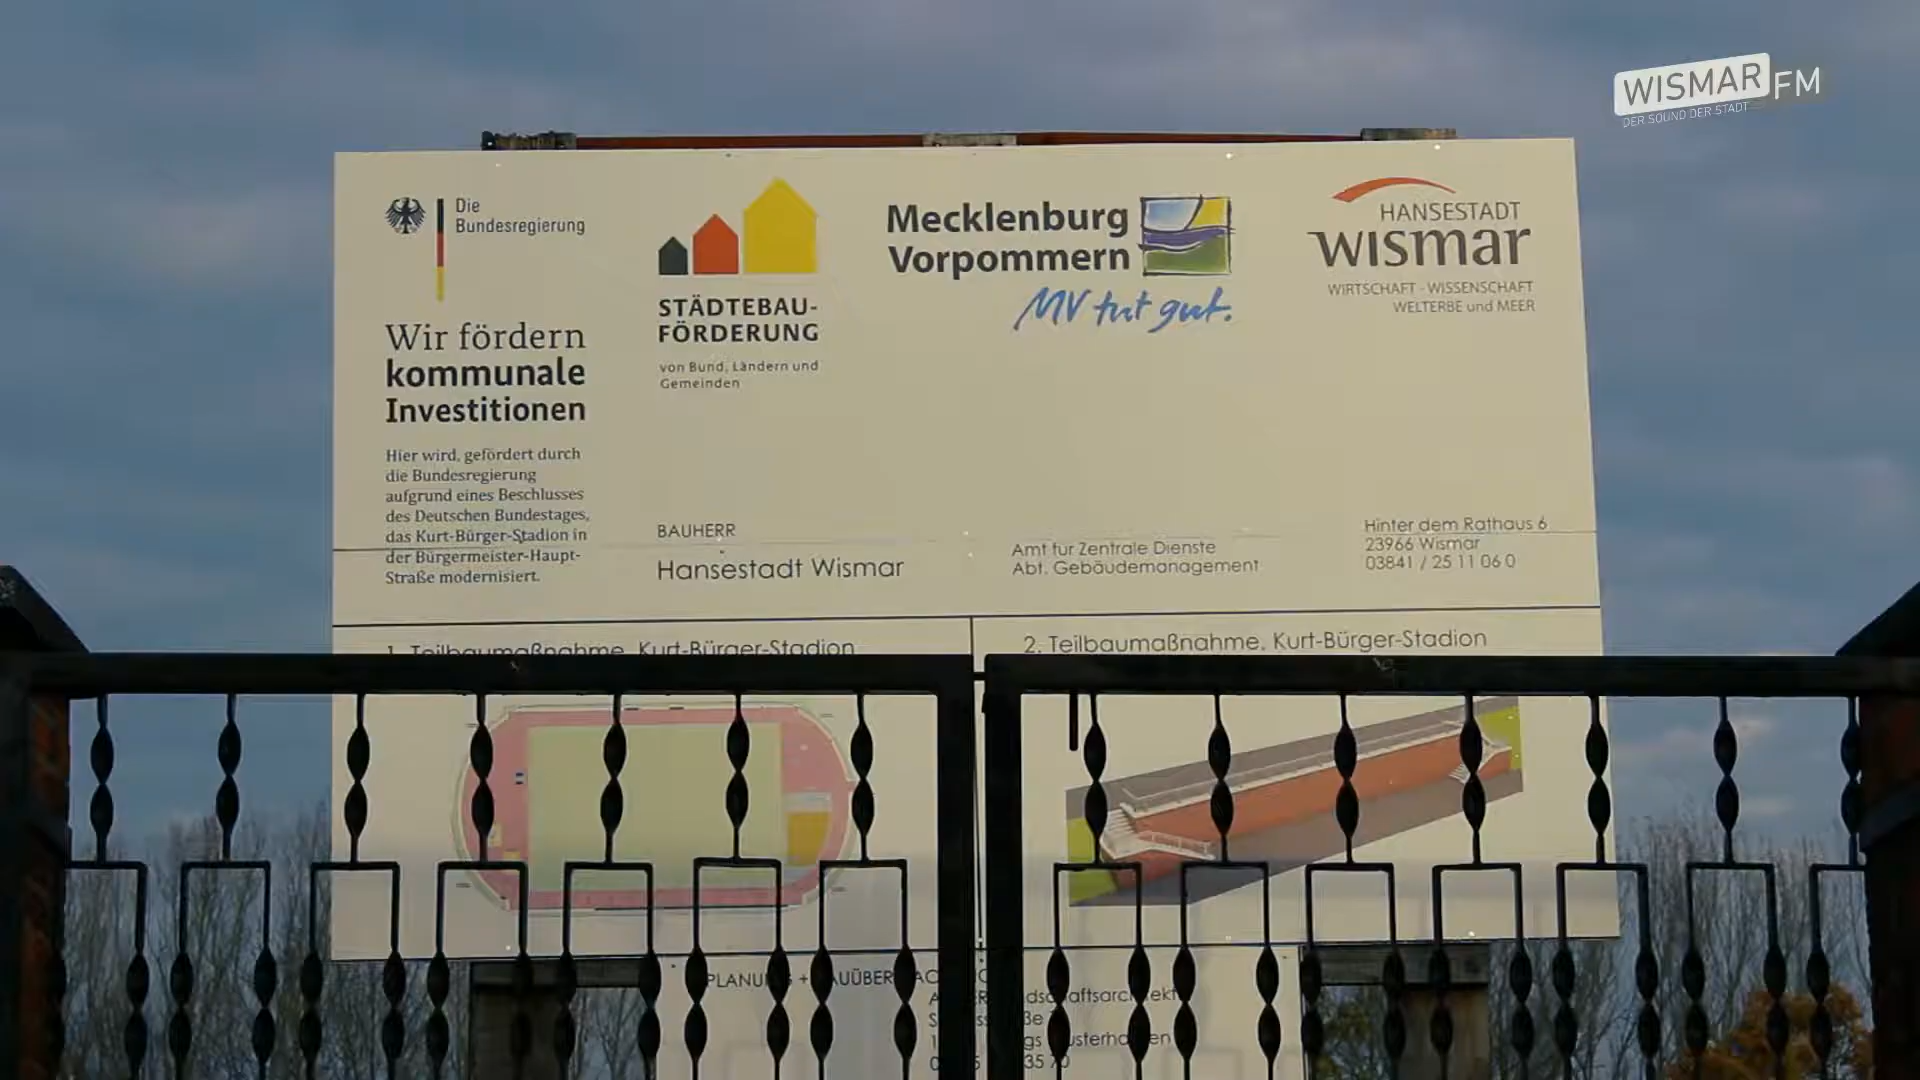 WISMAR FM
DER SOUND DER STADT
Die
Bundesregierung
Wir fördern
kommunale
Investitionen
Hier wird, gefördert durch
die Bundesregierung
aufgrund eines Beschlusses
des Deutschen Bundestages,
das Kurt-Bürger-Stadion in
der Bürgermeister-Haupt-
Straße modernisiert.
STÄDTEBAU-
FÖRDERUNG
von Bund, Ländern und
Gemeinden
Mecklenburg
Vorpommern
MV tut gut.
HANSESTADT
wismar
WIRTSCHAFT - WISSENSCHAFT
WELTERBE und MEER
BAUHERR
Hansestadt Wismar
Amt für Zentrale Dienste
Abt. Gebäudemanagement
Hinter dem Rathaus 6
23966 Wismar
03841 / 25 11 06 0
1. Teilbaumaßnahme, Kurt-Bürger-Stadion
2. Teilbaumaßnahme, Kurt-Bürger-Stadion